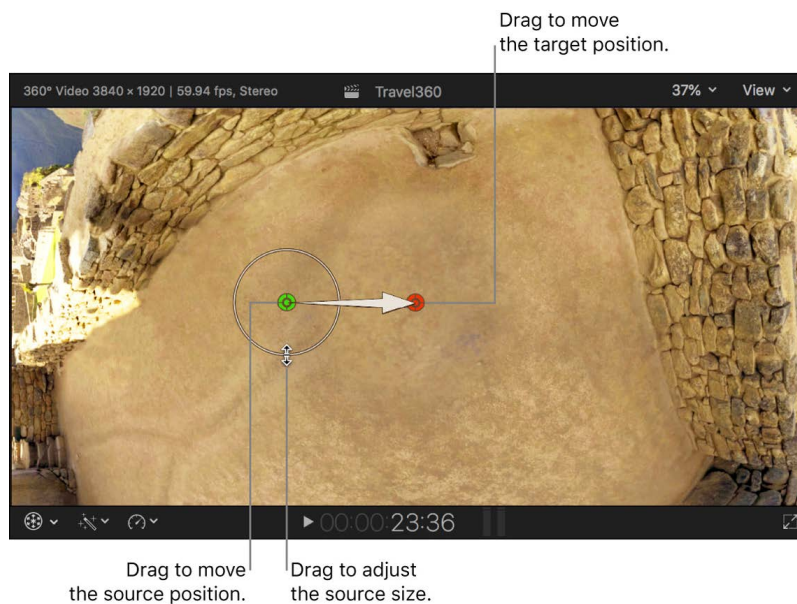 Drag to move
the target position.
360° Video 3840 × 1920 | 59.94 fps, Stereo
Travel360
37%
View
00:00:23:36
Drag to move
the source position.
Drag to adjust
the source size.